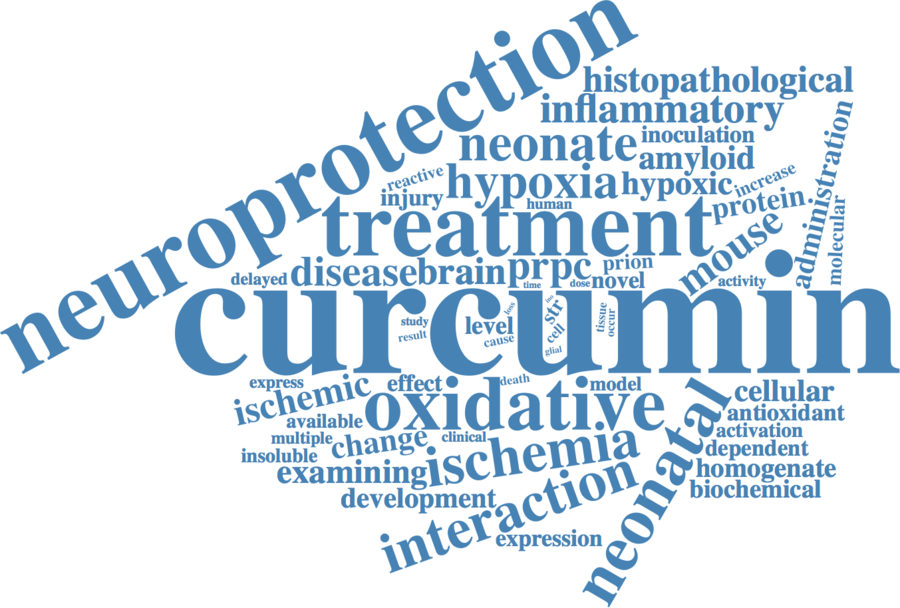 neuroprotection
histopathological
inflammatory
neonate
inoculation
amyloid
administration
reactive
hypoxia
hypoxic
increase
injury
human
protein
molecular
treatment
mouse
delayed
disease
brain
prpc
prion
time
dose
novel
activity
curcumin
study
result
level
cause
loss
str
cell
glial
tissue
occur
express
ischemic
effect
death
model
cellular
available
oxidative
neonatal
antioxidant
multiple
change
clinical
activation
insoluble
ischemia
dependent
examining
homogenate
development
interaction
biochemical
expression